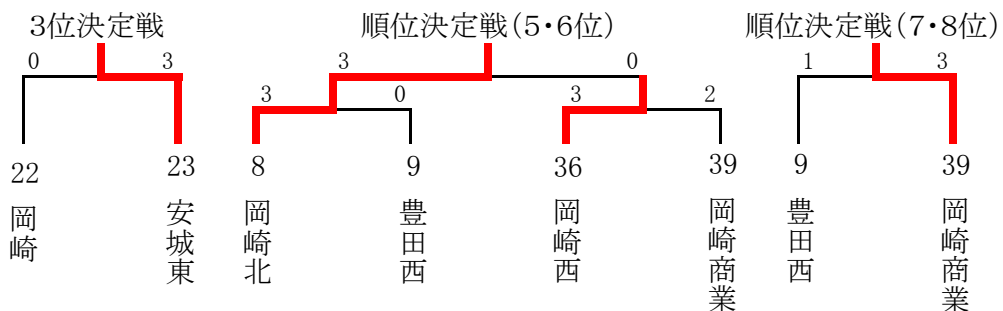 3位決定戦
順位決定戦(5・6位)
順位決定戦(7・8位)
0 3
3 0
1 3
3 0
3 2
22 23
8 9 36 39
9 39
岡崎
安城東
岡崎北
豊田西
岡崎西
岡崎商業
豊田西
岡崎商業